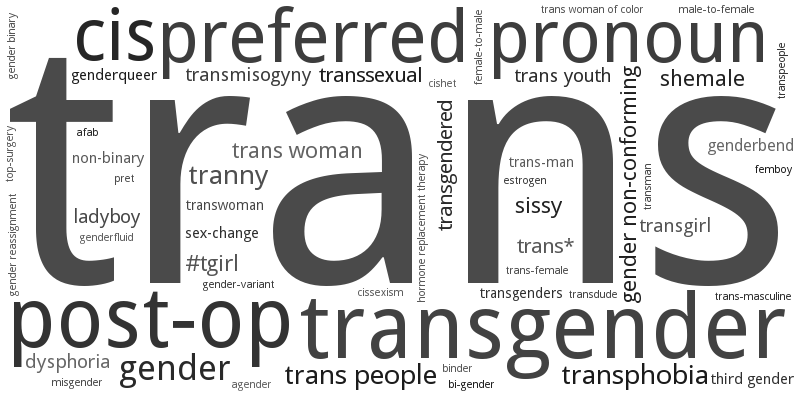 trans woman of color
male-to-female
gender binary
cis
preferred
female-to-male
pronoun
genderqueer
transmisogyny
transsexual
cishet
trans youth
shemale
transpeople
trans
top-surgery
afab
non-binary
pret
trans woman
tranny
transgendered
trans-man
estrogen
gender non-conforming
genderbend
femboy
transman
ladyboy
genderfluid
transwoman
sex-change
sissy
transgirl
gender reassignment
hormone replacement therapy
trans*
#tgirl
trans-female
gender-variant
cissexism
transgenders
transdude
trans-masculine
post-op
transgender
dysphoria
misgender
gender
agender
trans people
binder
bi-gender
transphobia
third gender